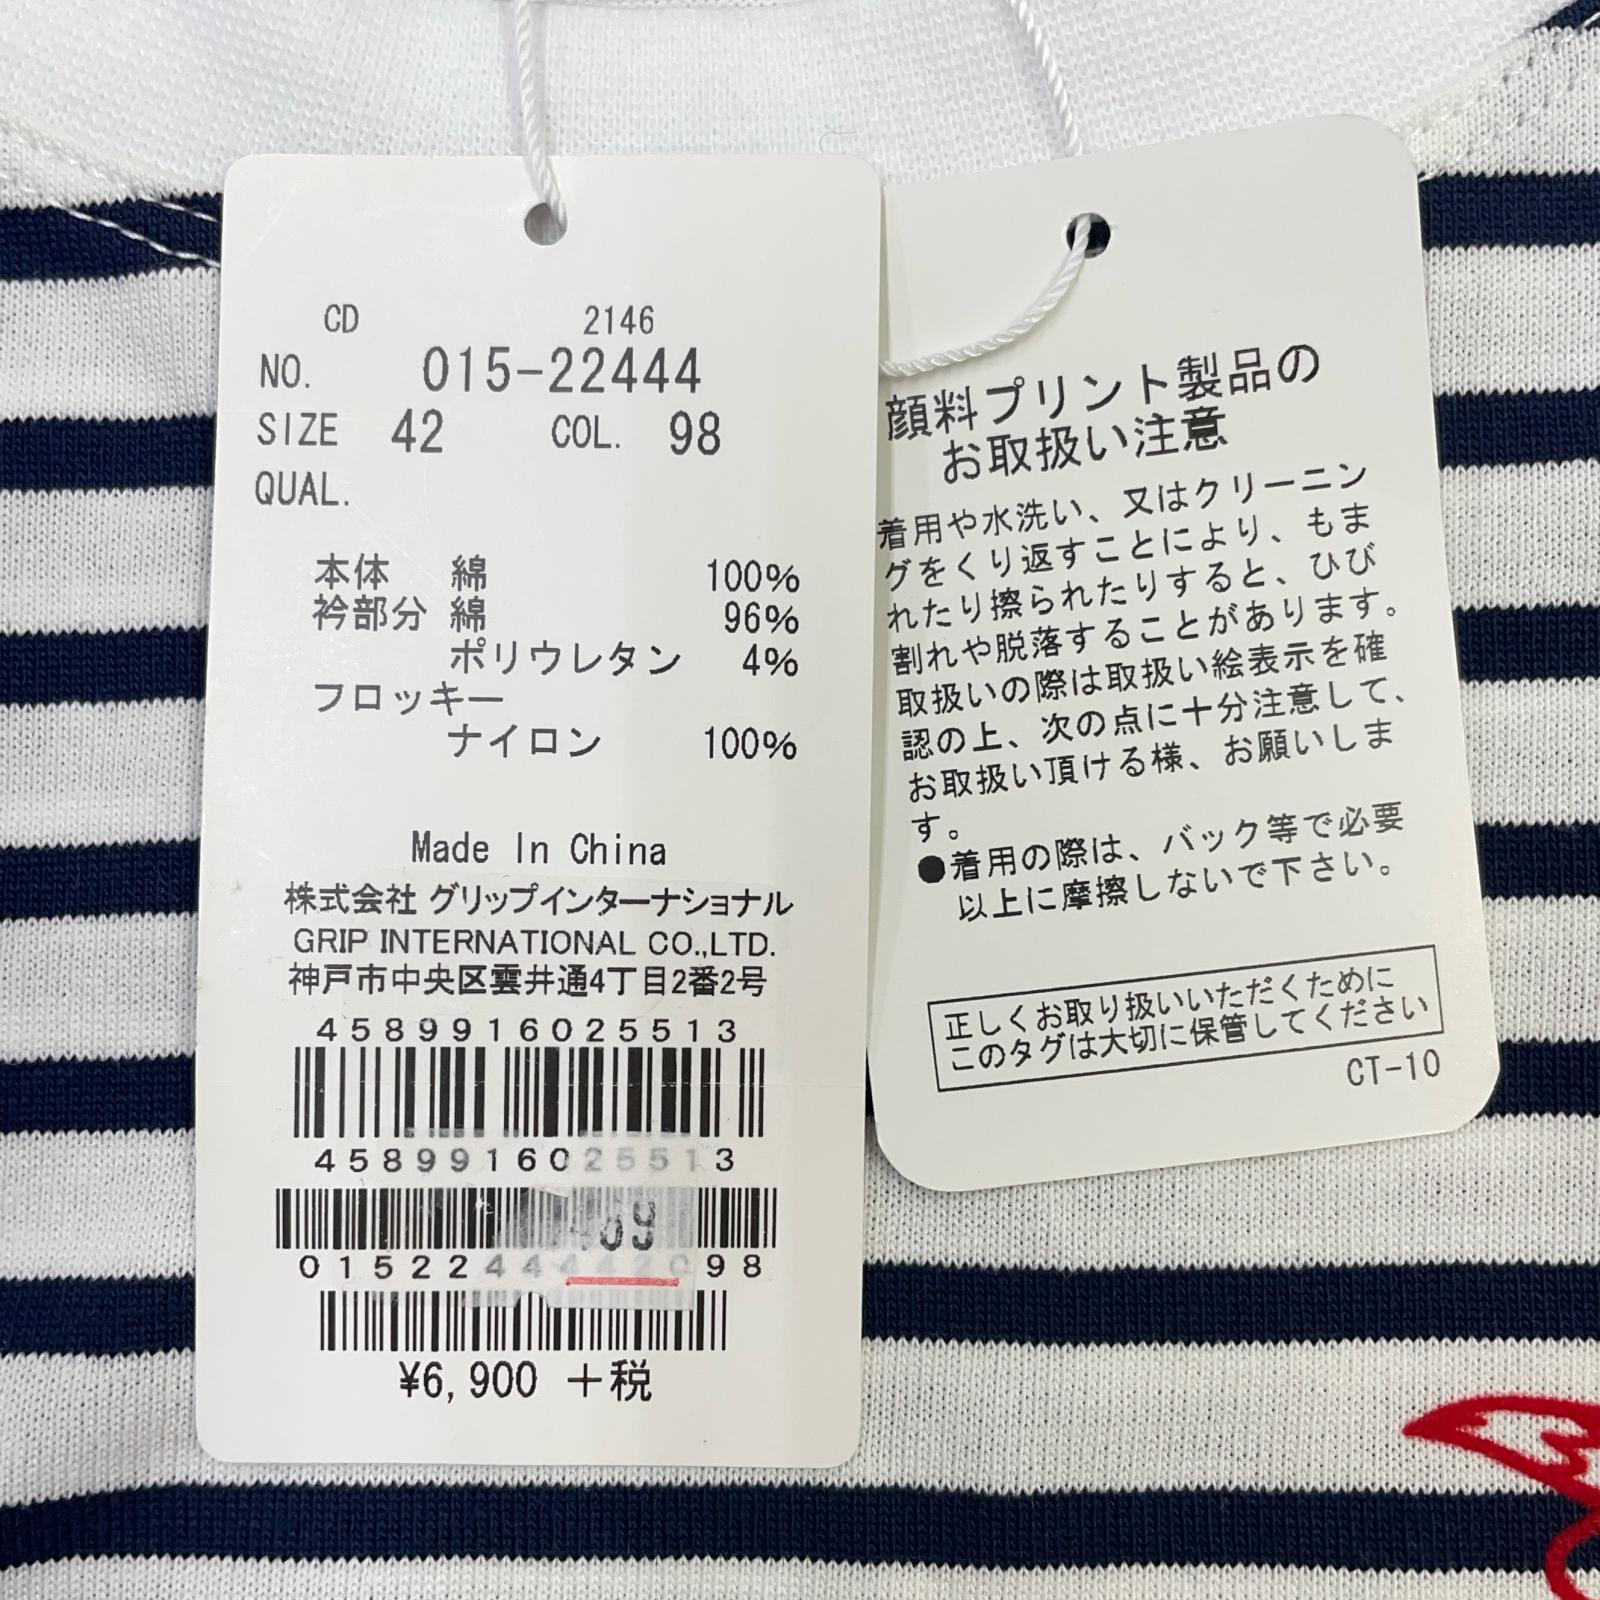 CD 2146
NO. 015-22444
SIZE 42 COL. 98
QUAL.
本体 綿 100%
衿部分 綿 96%
ポリウレタン 4%
フロッキー
ナイロン 100%
Made In China
株式会社 グリップインターナショナル
GRIP INTERNATIONAL CO.,LTD.
神戸市中央区雲井通4丁目2番2号
4589916025513
4589916025513
0152244442098
¥6,900 +税
顔料プリント製品の
お取扱い注意
着用や水洗い、又はクリーニン
グをくり返すことにより、もま
れたり擦られたりすると、ひび
割れや脱落することがあります。
取扱いの際は取扱い絵表示を確
認の上、次の点に十分注意して、
お取扱い頂ける様、お願いしま
す。
●着用の際は、バック等で必要
以上に摩擦しないで下さい。
正しくお取り扱いいただくために
このタグは大切に保管してください
CT-10